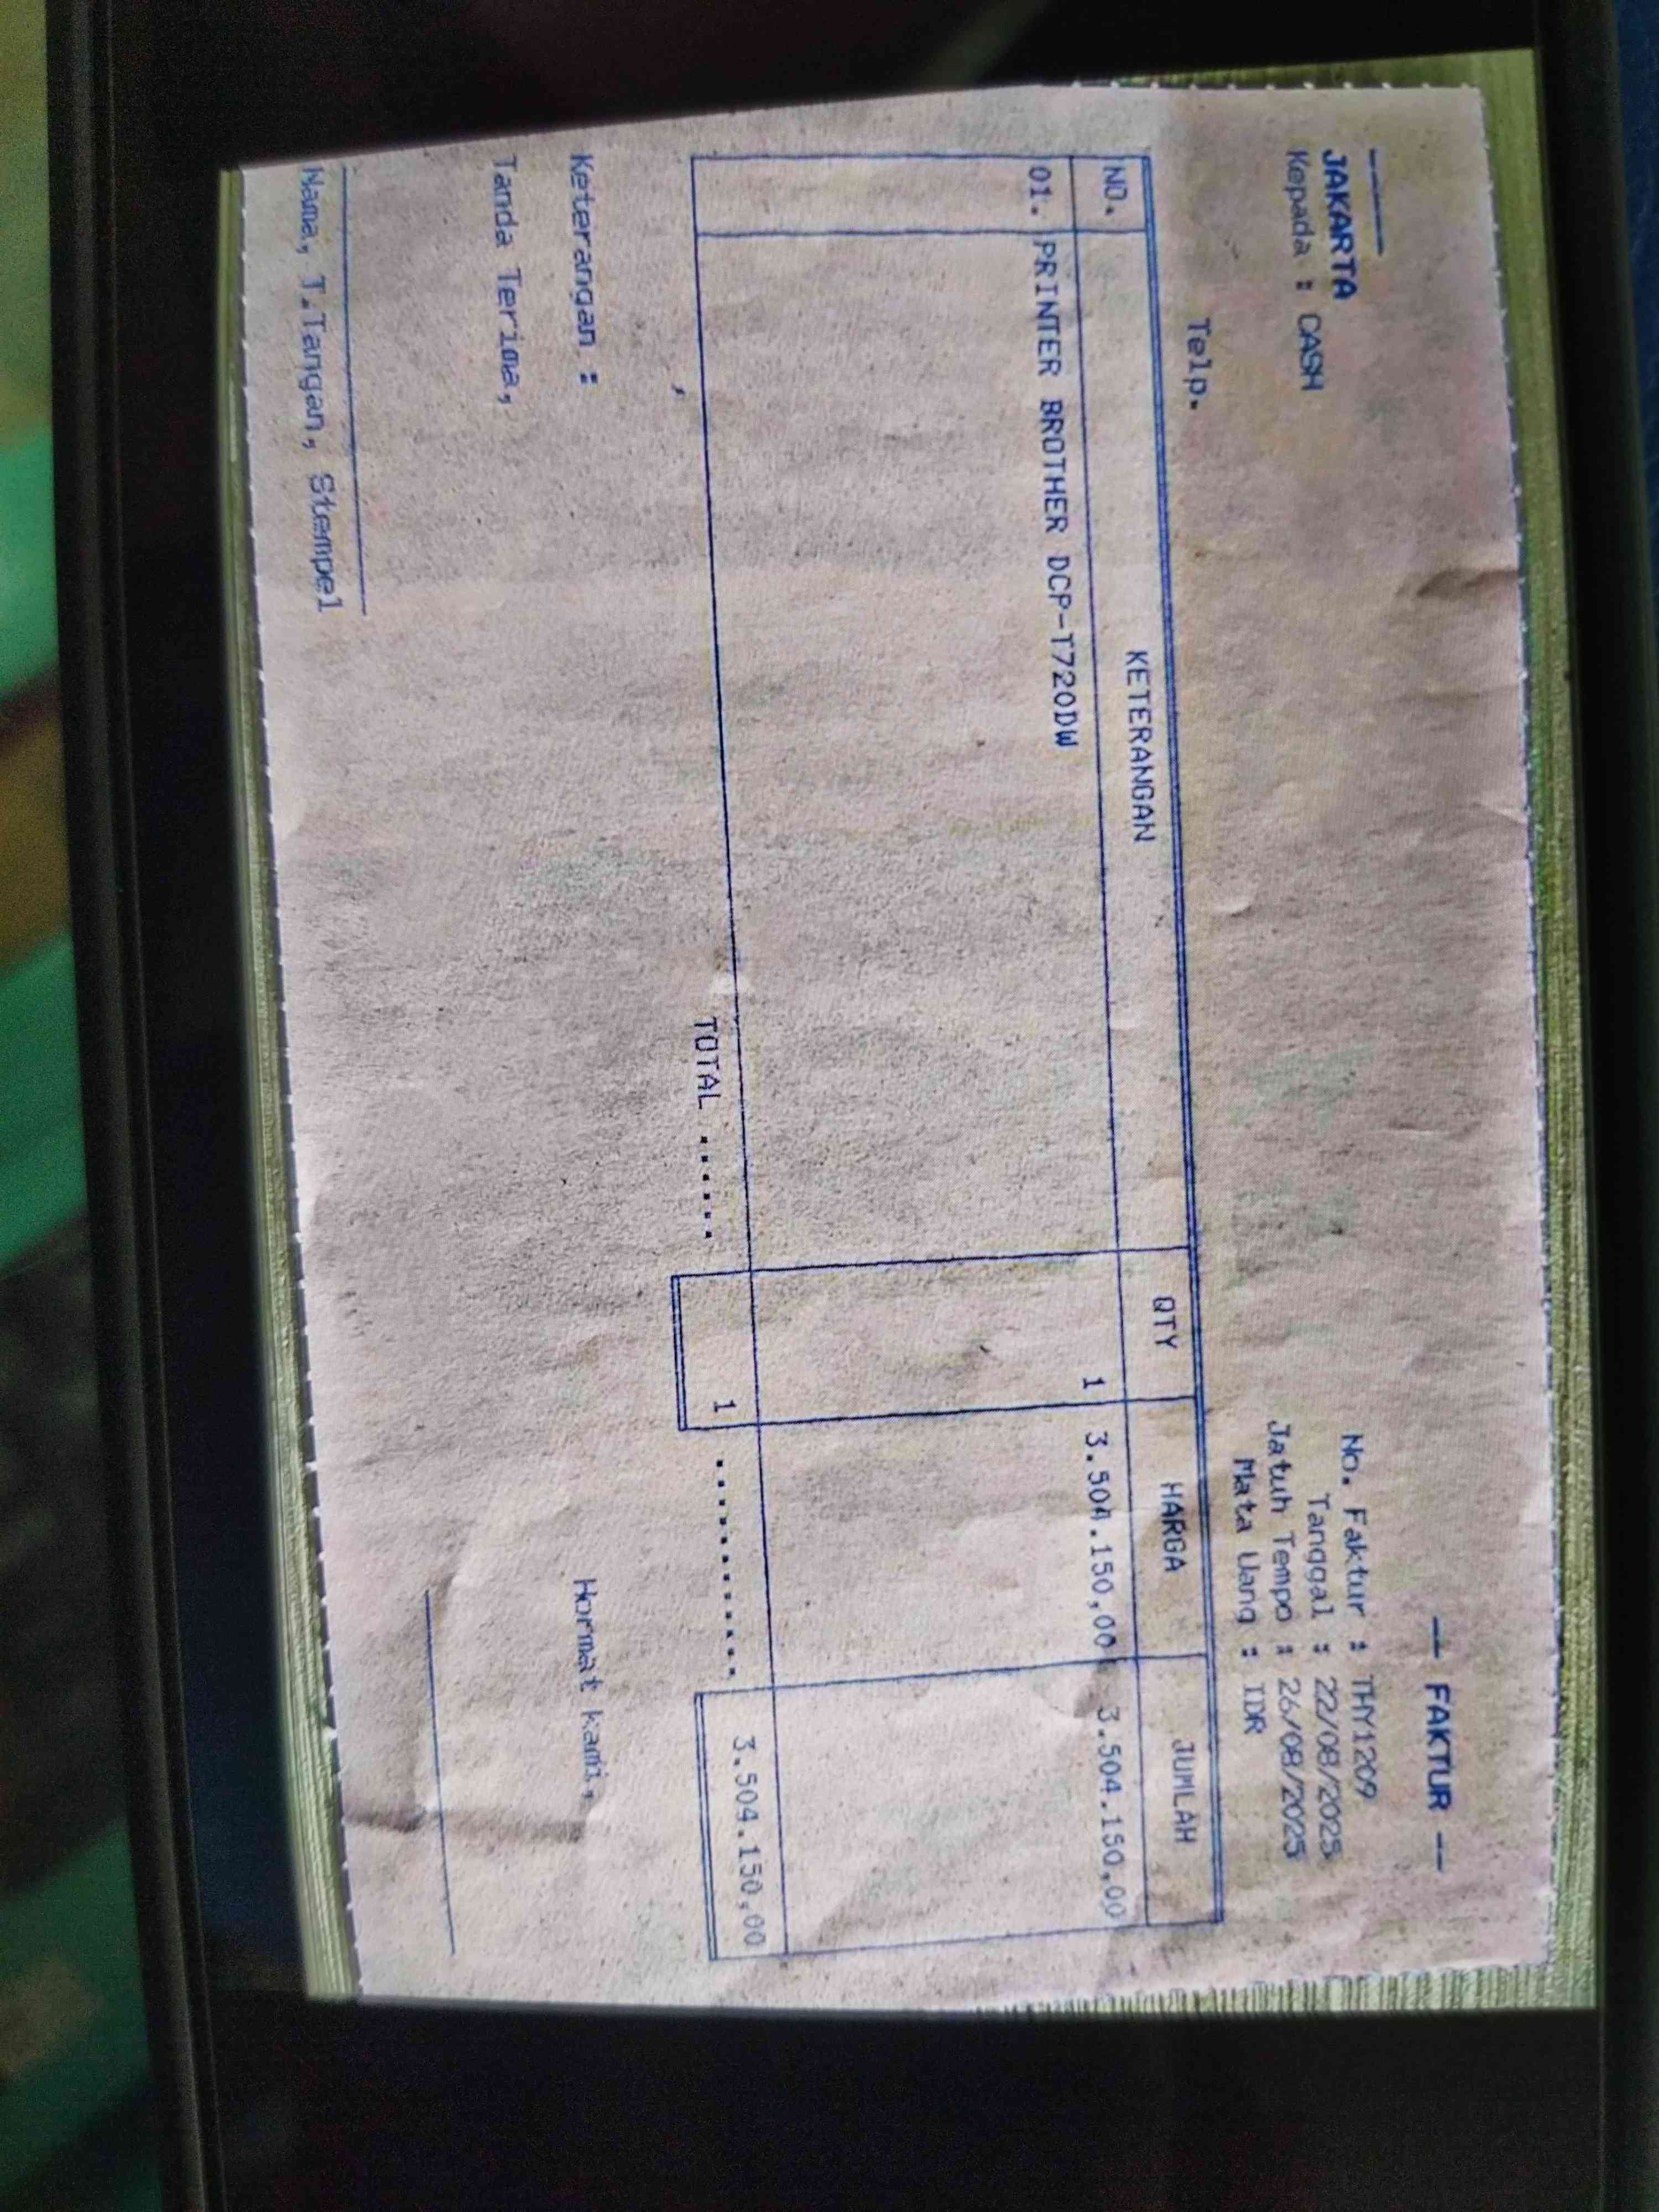 -- FAKTUR --
JAKARTA
No. Faktur : THY1209
Kepada : CASH
Tanggal : 22/08/2025
Jatuh Tempo : 26/08/2025
Telp.
Mata Uang : IDR
NO. KETERANGAN QTY HARGA JUMLAH
01. PRINTER BROTHER DCP-T720DW 1 3.504.150,00 3.504.150,00
TOTAL ...... 1 ............ 3.504.150,00
,
Keterangan :
Hormat kami,
Tanda Terima,
Nama, T.Tangan, Stempel